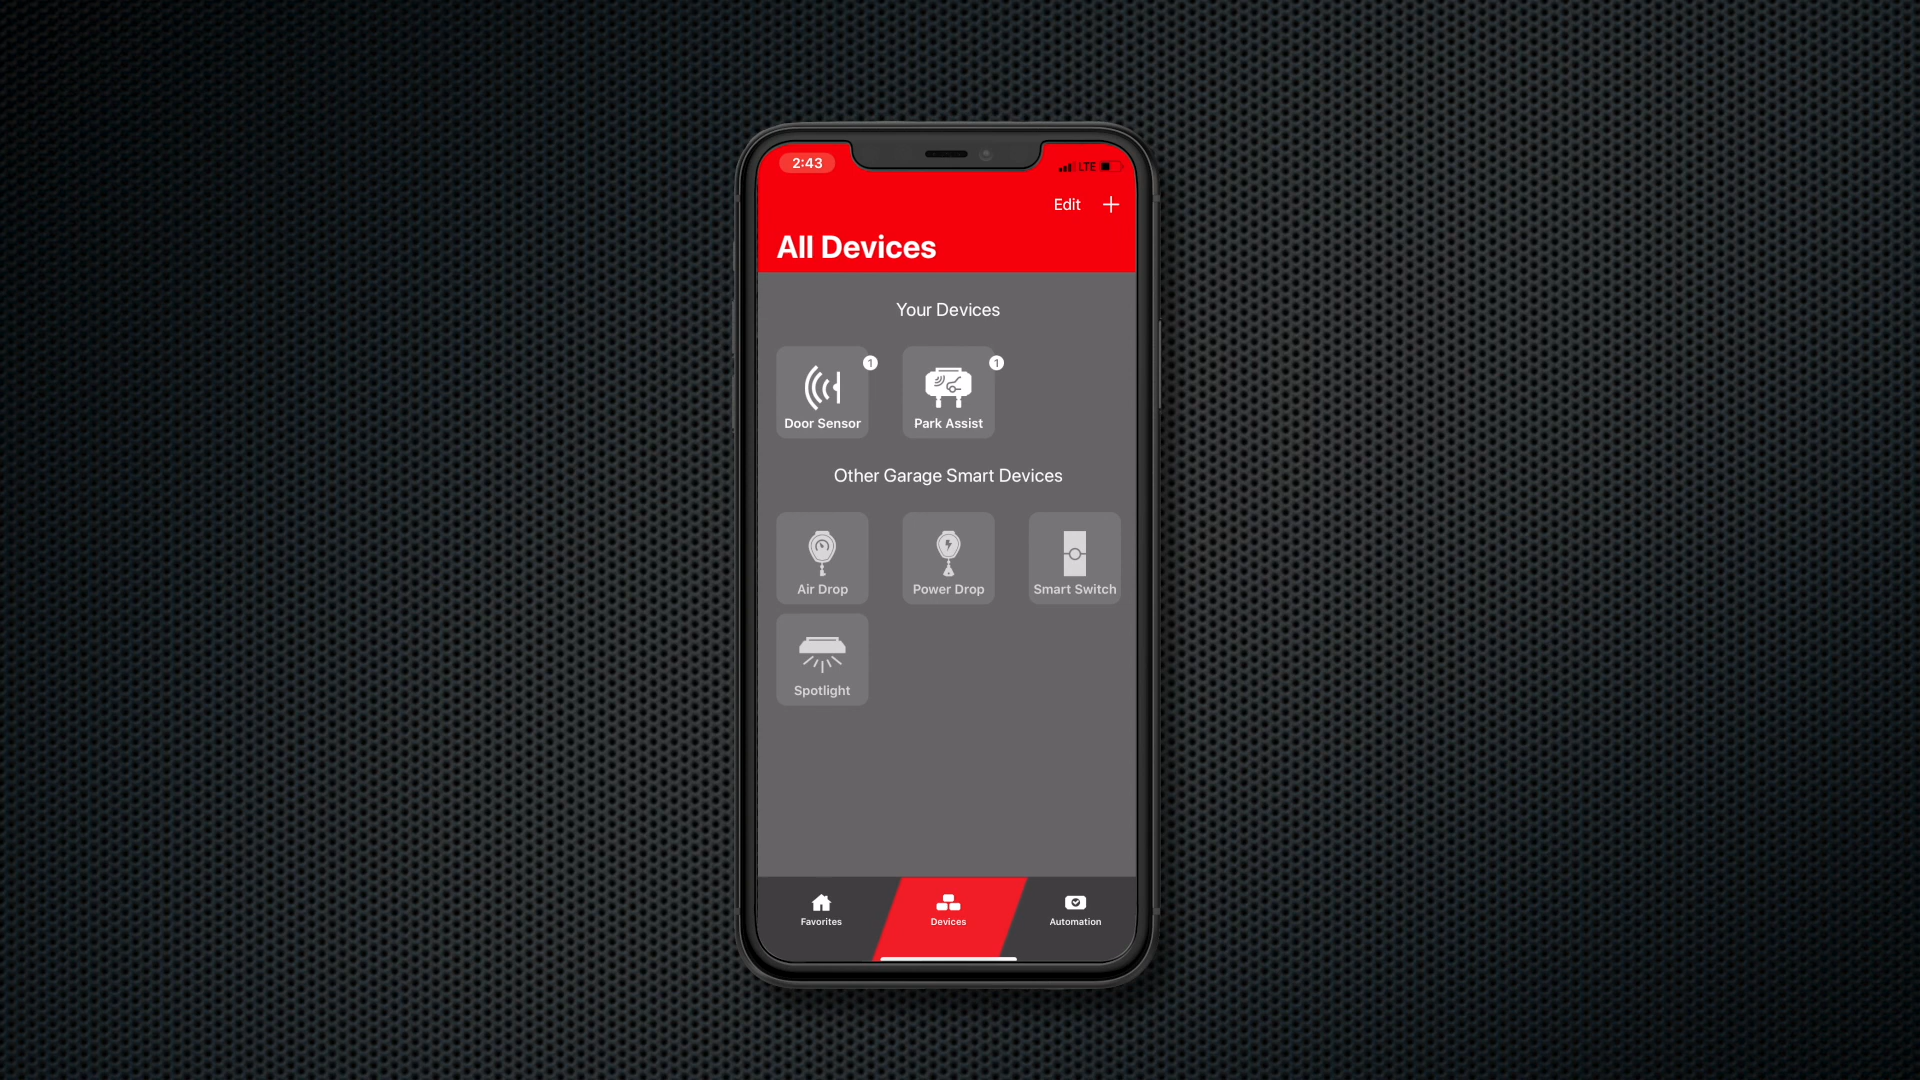 2:43
LTE
Edit
All Devices
Your Devices
1
1
Door Sensor
Park Assist
Other Garage Smart Devices
Air Drop
Power Drop
Smart Switch
Spotlight
Favorites
Devices
Automation